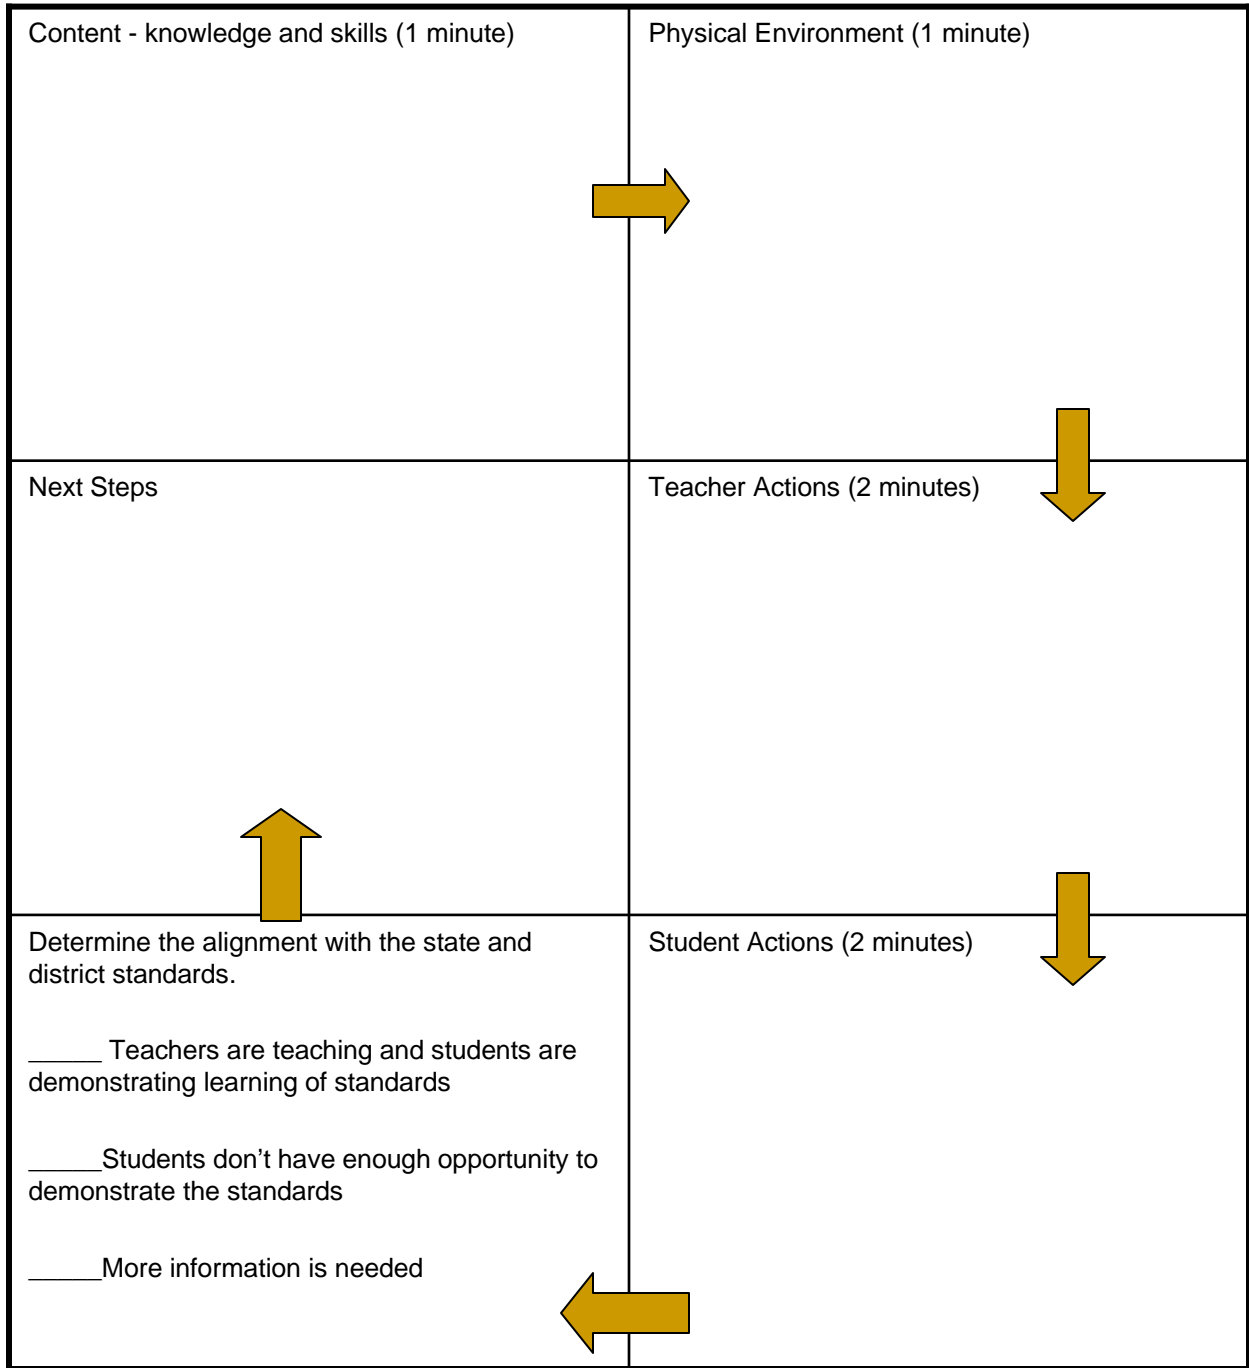 Content - knowledge and skills (1 minute)
Physical Environment (1 minute)
Next Steps
Teacher Actions (2 minutes)
Determine the alignment with the state and
district standards.
_____ Teachers are teaching and students are
demonstrating learning of standards
_____Students don’t have enough opportunity to
demonstrate the standards
_____More information is needed
Student Actions (2 minutes)